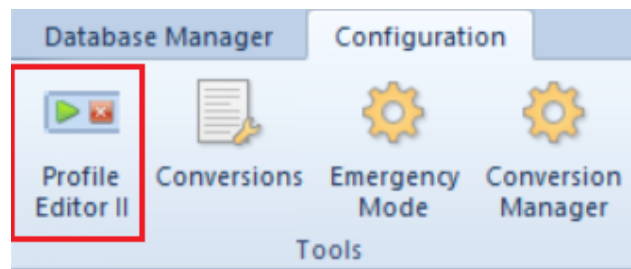 Database Manager Configuration
Profile Editor II Conversions Emergency Mode Conversion Manager
Tools